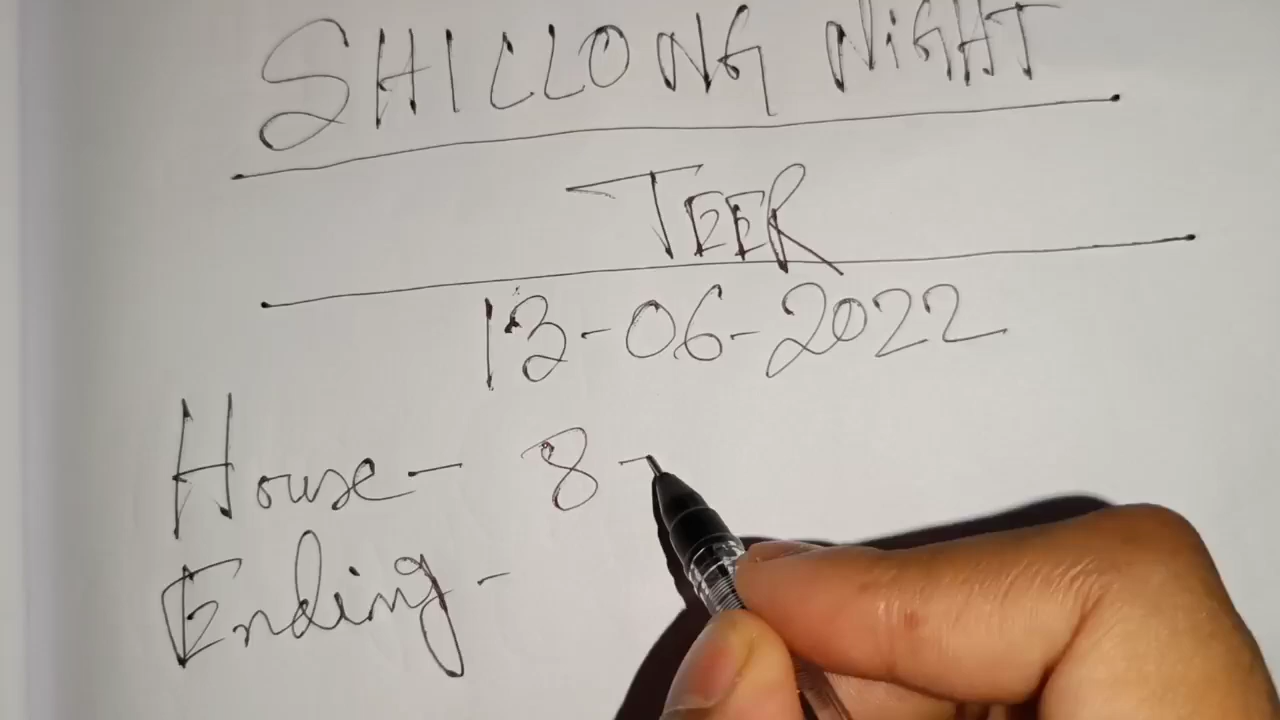 SHILLONG NIGHT
TEER
13-06-2022
House- 8 -
Ending -